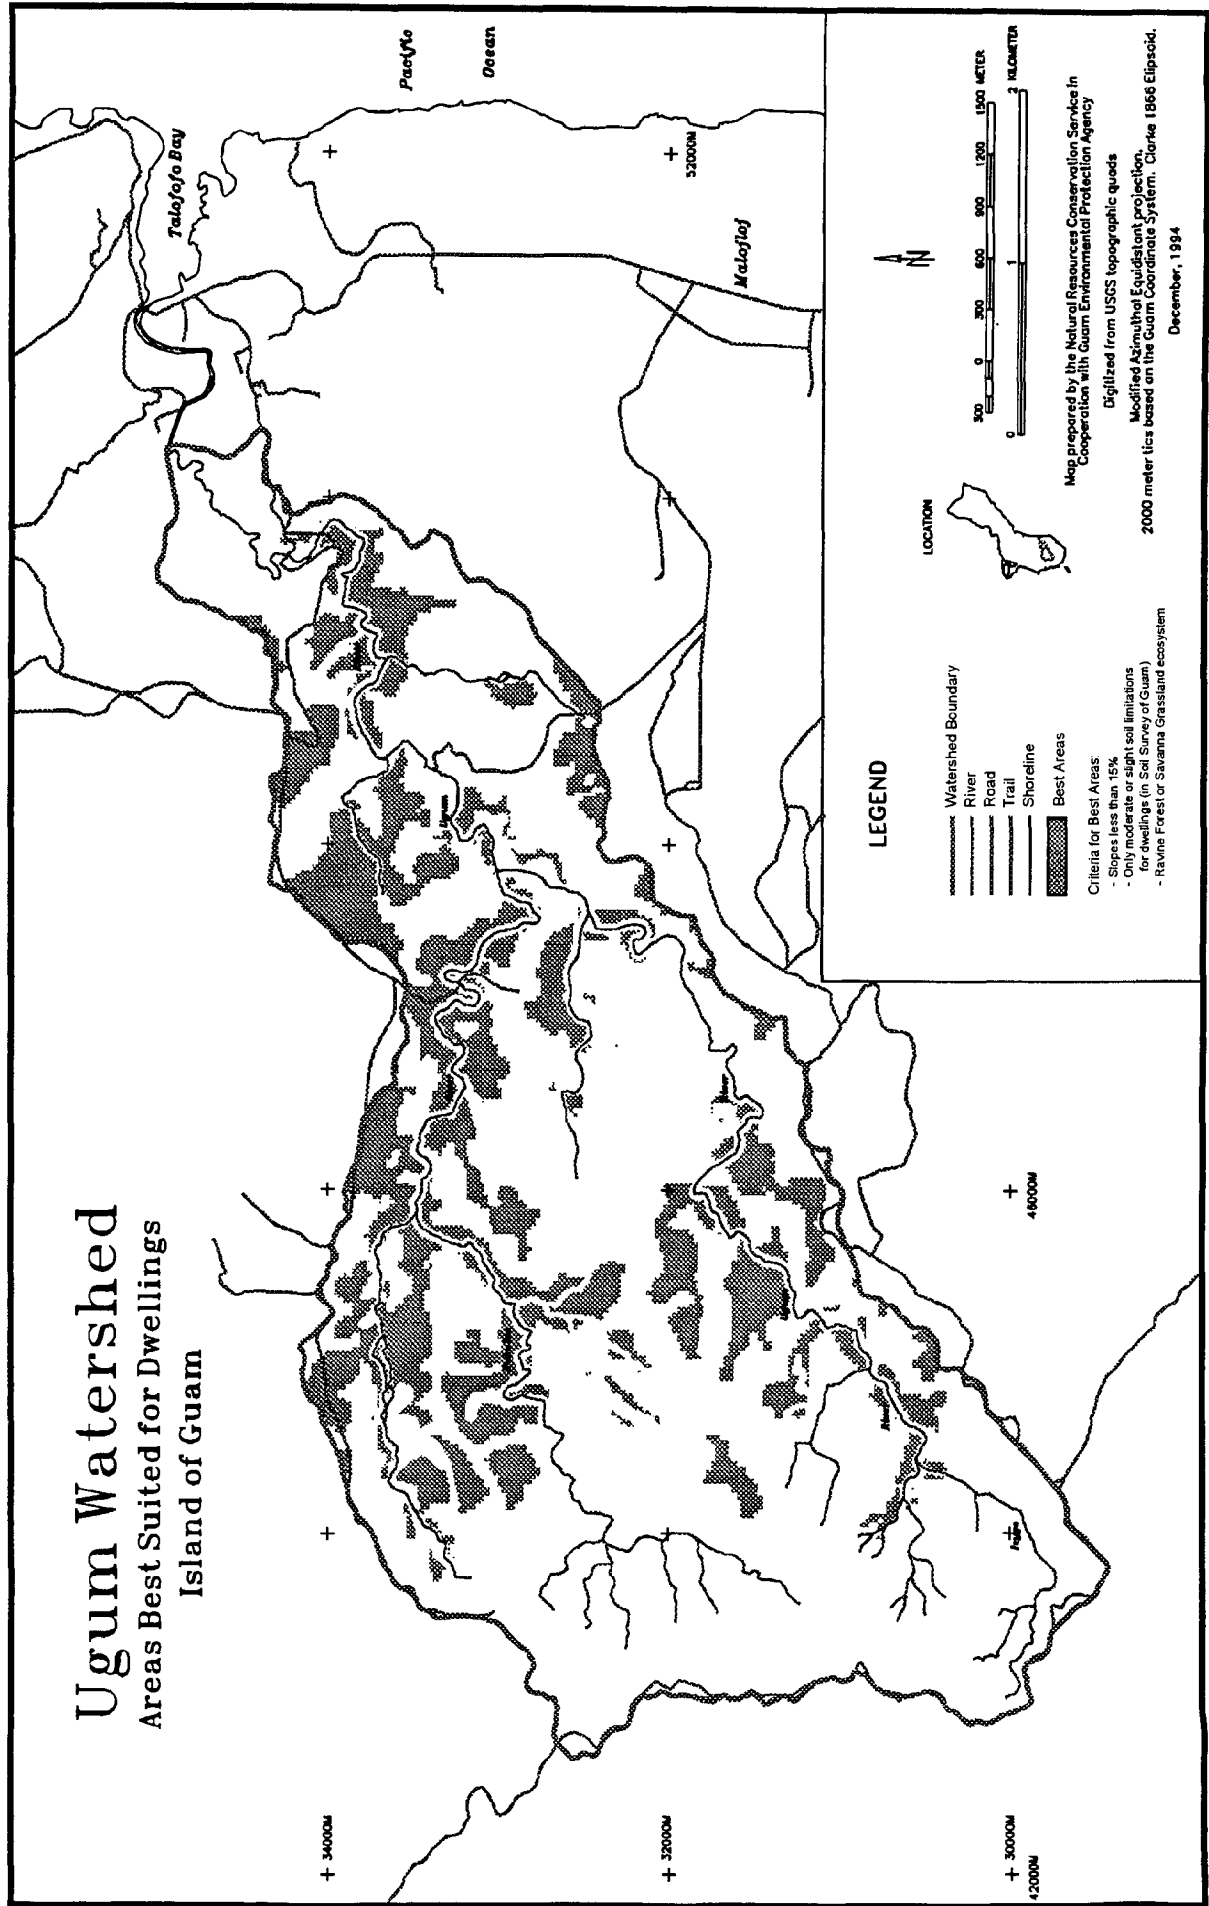 Ugum Watershed
Areas Best Suited for Dwellings
Island of Guam
Pacific
Ocean
Talofofo Bay
Malojloj
34000M
32000M
30000M
42000M
46000M
52000M
LEGEND
Watershed Boundary
River
Road
Trail
Shoreline
Best Areas
Criteria for Best Areas:
- Slopes less than 15%
- Only moderate or slight soil limitations
for dwellings (in Soil Survey of Guam)
- Ravine Forest or Savanna Grassland ecosystem
LOCATION
N
300 0 300 600 900 1200 1500 METER
0 1 2 KILOMETER
Map prepared by the Natural Resources Conservation Service in
Cooperation with Guam Environmental Protection Agency
Digitized from USGS topographic quads
Modified Azimuthal Equidistant projection.
2000 meter tics based on the Guam Coordinate System. Clarke 1866 Elipsoid.
December, 1994